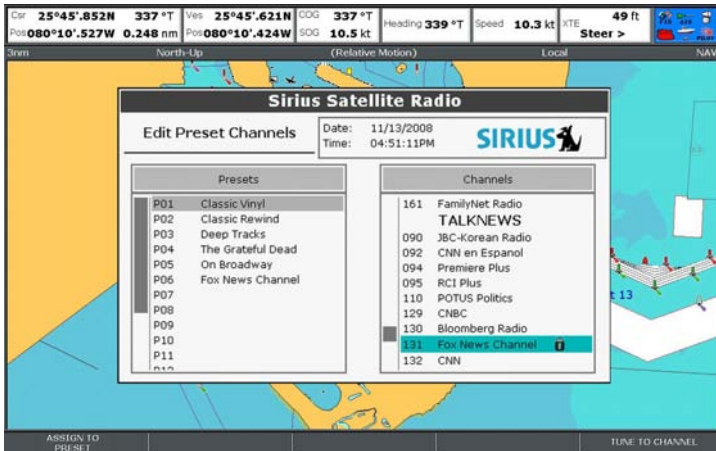 Csr 25°45'.852N 337 °T
Pos 080°10'.527W 0.248 nm
Ves 25°45'.621N
Pos 080°10'.424W
COG 337 °T
SOG 10.5 kt
Heading 339 °T
Speed 10.3 kt
XTE 49 ft
Steer >
3nm North-Up (Relative Motion) Local NAV
Sirius Satellite Radio
Edit Preset Channels
Date: 11/13/2008
Time: 04:51:11PM
SIRIUS
Presets
P01 Classic Vinyl
P02 Classic Rewind
P03 Deep Tracks
P04 The Grateful Dead
P05 On Broadway
P06 Fox News Channel
P07
P08
P09
P10
P11
P12
Channels
161 FamilyNet Radio
TALKNEWS
090 JBC-Korean Radio
092 CNN en Espanol
094 Premiere Plus
095 RCI Plus
110 POTUS Politics
129 CNBC
130 Bloomberg Radio
131 Fox News Channel
132 CNN
t 13
ASSIGN TO
PRESET
TUNE TO CHANNEL